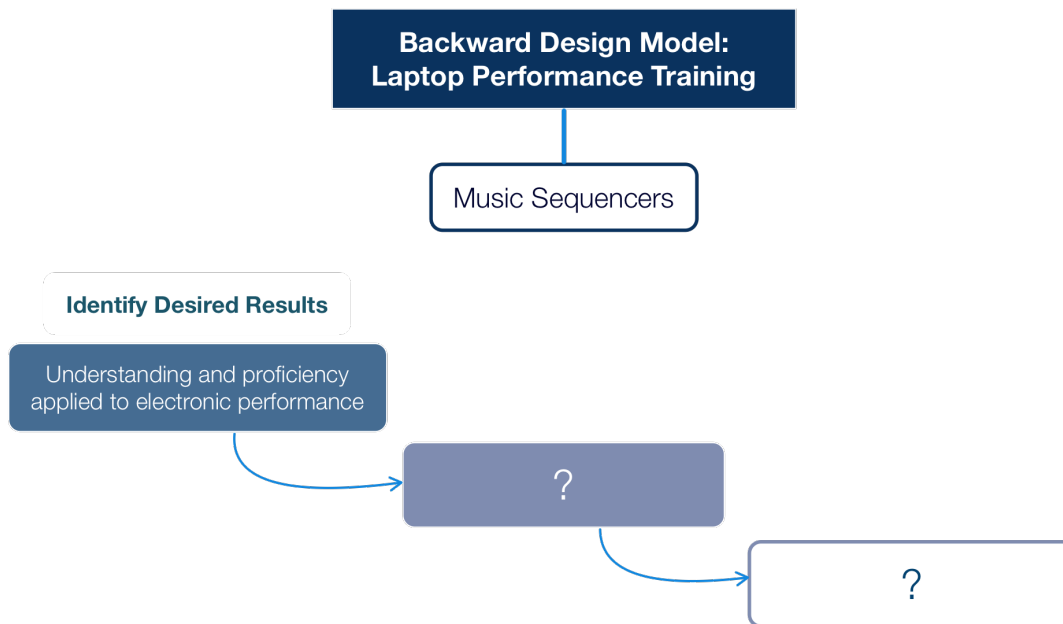 Backward Design Model:
Laptop Performance Training
Music Sequencers
Identify Desired Results
Understanding and proficiency
applied to electronic performance
?
?